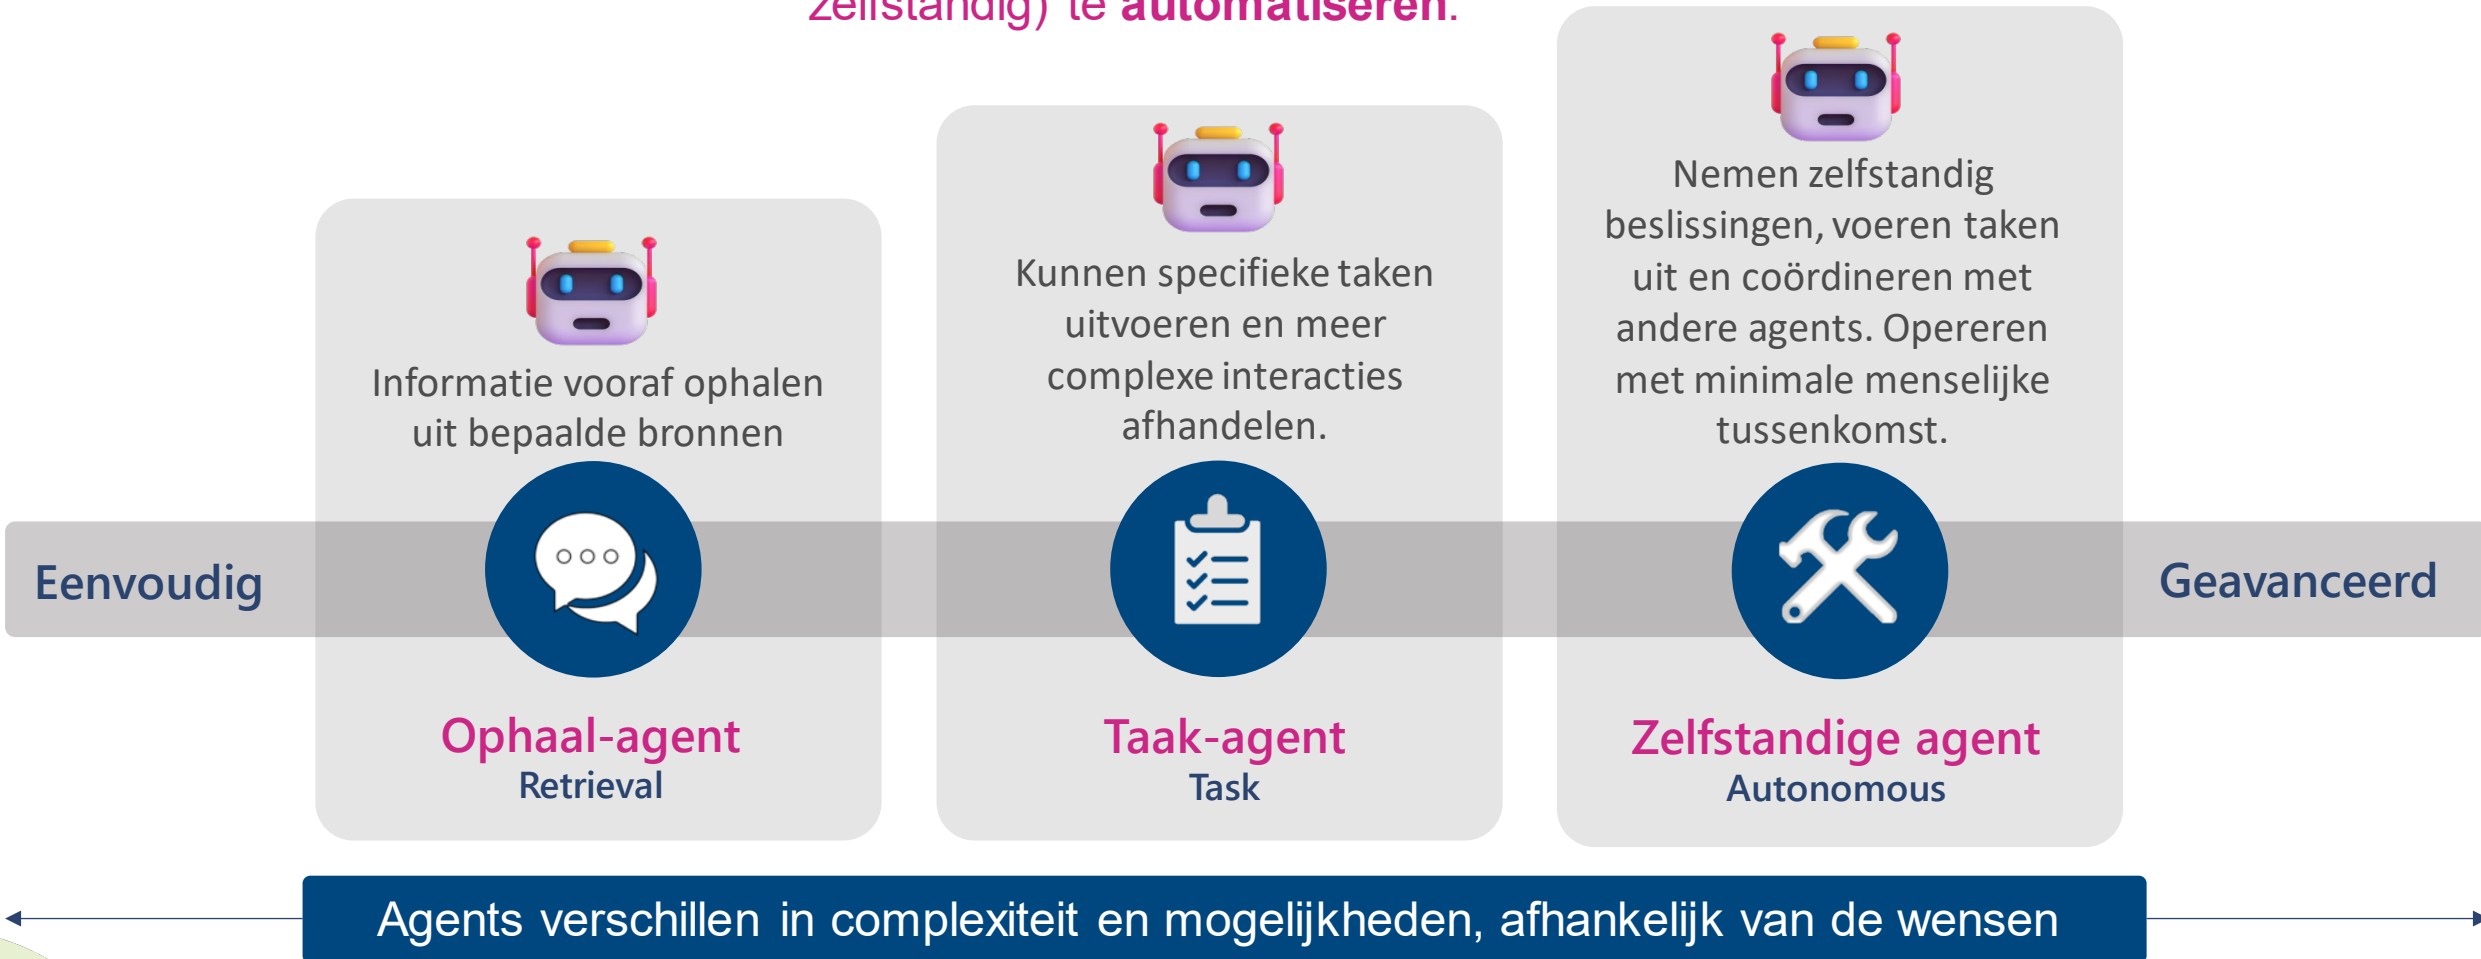 zelfstandig) te automatiseren.
Informatie vooraf ophalen
uit bepaalde bronnen
Kunnen specifieke taken
uitvoeren en meer
complexe interacties
afhandelen.
Nemen zelfstandig
beslissingen, voeren taken
uit en coördineren met
andere agents. Opereren
met minimale menselijke
tussenkomst.
Eenvoudig
Geavanceerd
Ophaal-agent
Retrieval
Taak-agent
Task
Zelfstandige agent
Autonomous
Agents verschillen in complexiteit en mogelijkheden, afhankelijk van de wensen